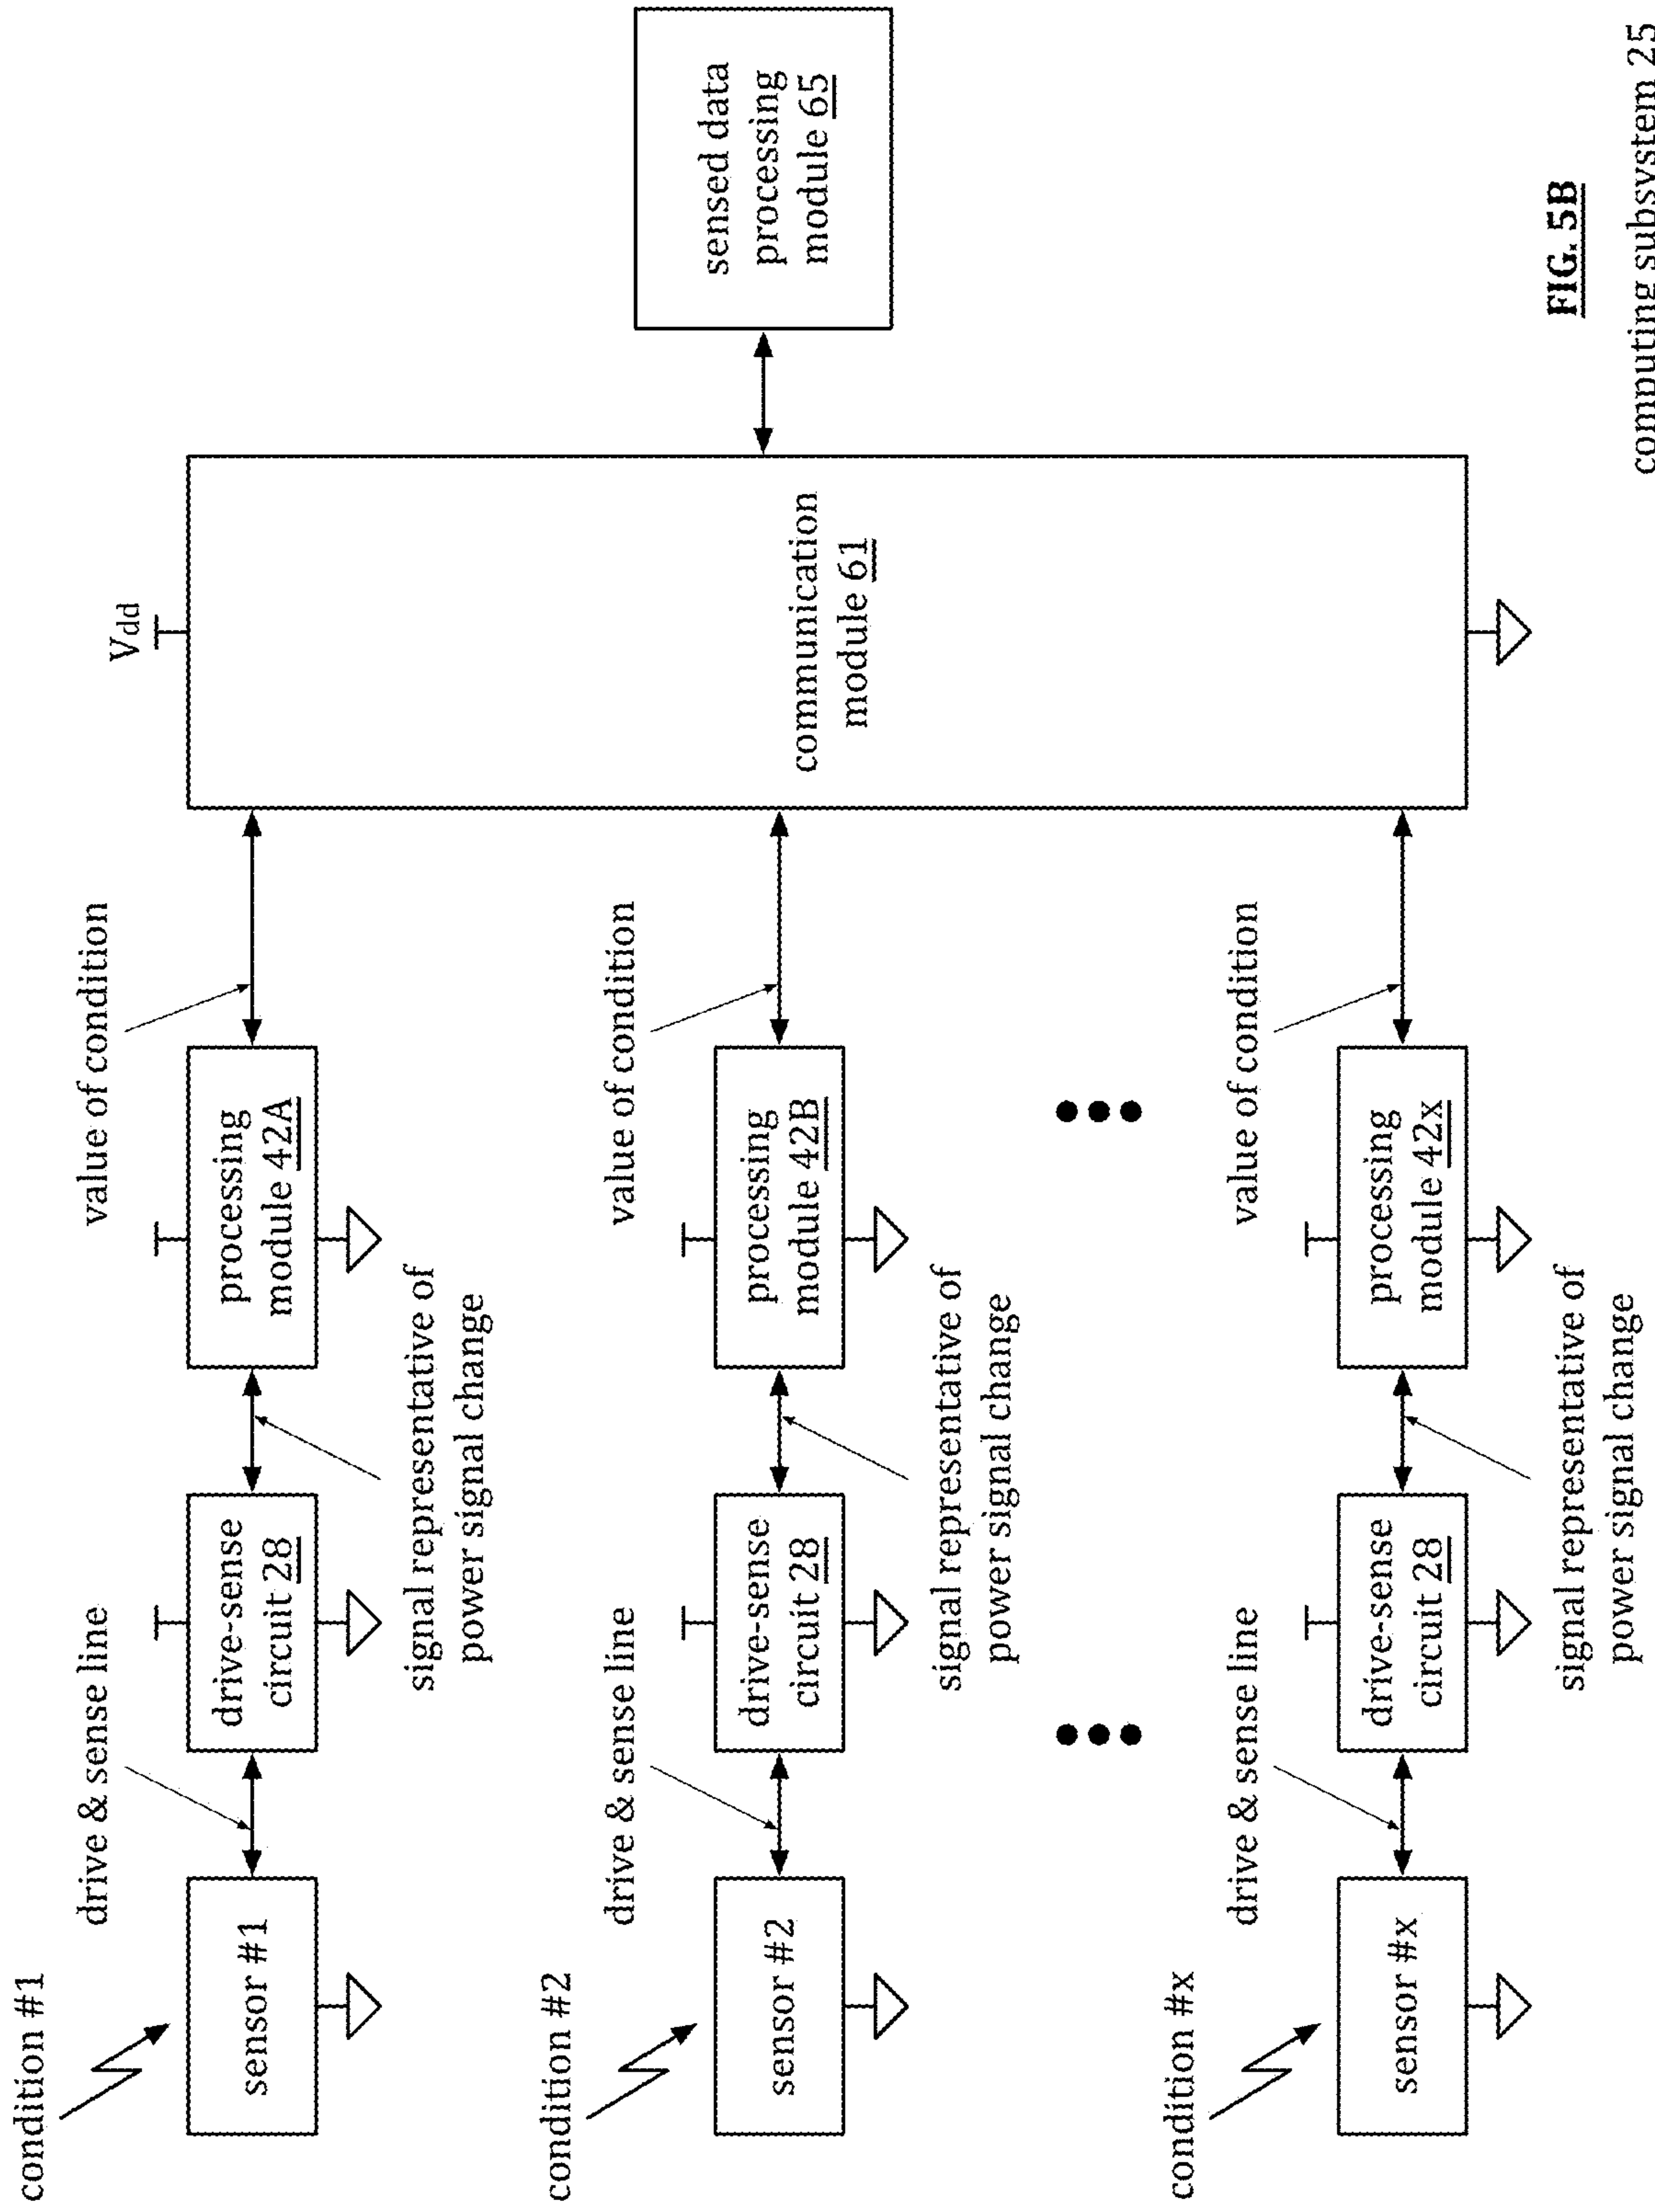 condition #1
drive & sense line
value of condition
Vdd
sensor #1
drive-sense
circuit 28
processing
module 42A
signal representative of
power signal change
condition #2
drive & sense line
value of condition
sensor #2
drive-sense
circuit 28
processing
module 42B
signal representative of
power signal change
communication
module 61
sensed data
processing
module 65
condition #x
drive & sense line
value of condition
sensor #x
drive-sense
circuit 28
processing
module 42x
signal representative of
power signal change
FIG. 5B
computing subsystem 25